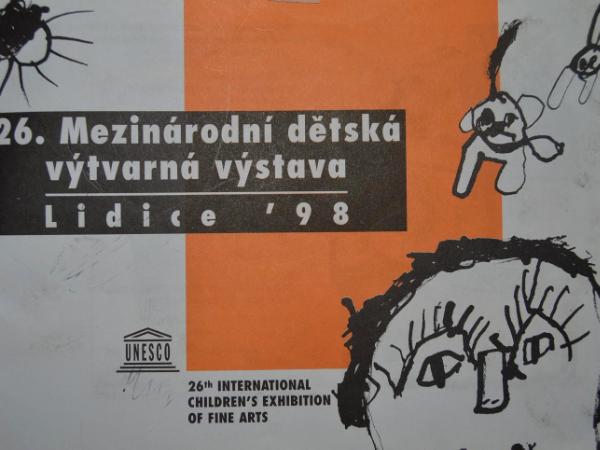 26. Mezinárodní dětská
výtvarná výstava
Lidice '98
UNESCO
26th INTERNATIONAL
CHILDREN'S EXHIBITION
OF FINE ARTS